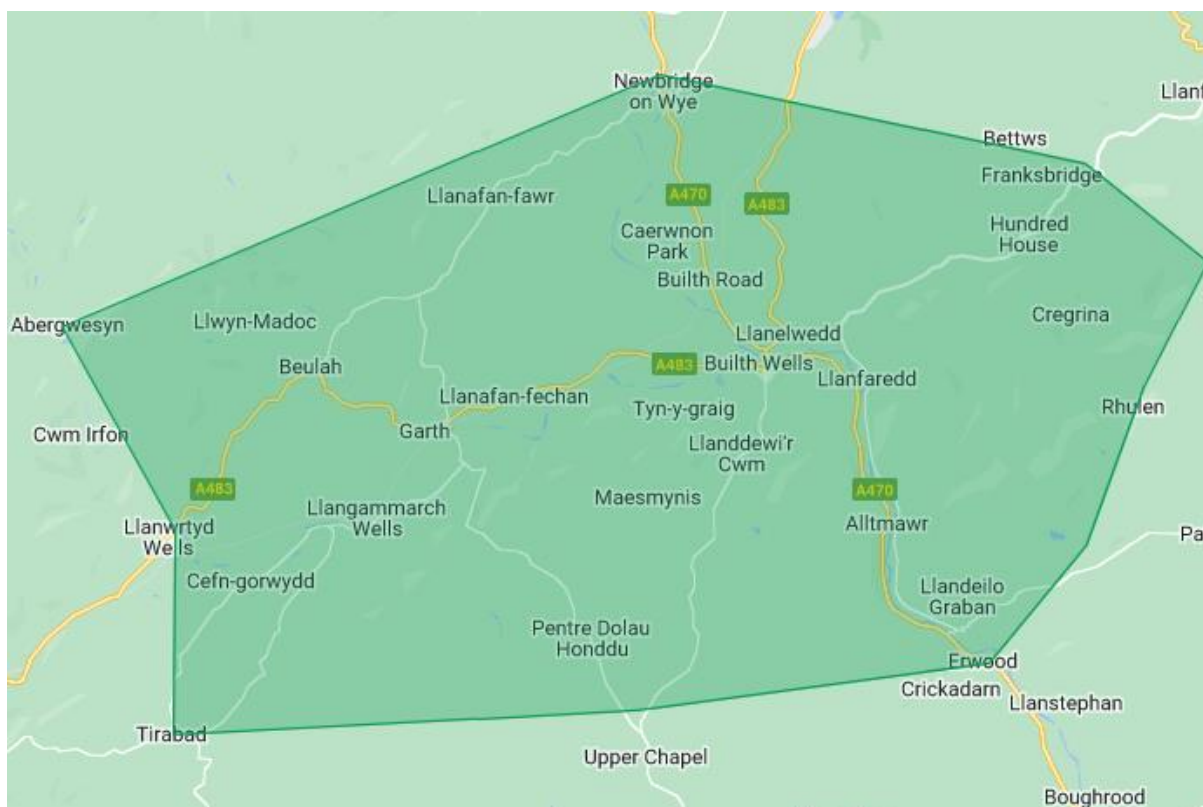 Newbridge
on Wye
Llant
Bettws
Franksbridge
Llanafan-fawr
A470
A483
Caerwnon
Park
Hundred
House
Builth Road
Abergwesyn
Llwyn-Madoc
Cregrina
Llanelwedd
Beulah
A483
Builth Wells
Llanfaredd
Llanafan-fechan
Tyn-y-graig
Rhulen
Cwm Irfon
Garth
Llanddewi'r
Cwm
A483
A470
Maesmynis
Llangammarch
Wells
Alltmawr
Llanwrtyd
Wells
Pa
Cefn-gorwydd
Llandeilo
Graban
Pentre Dolau
Honddu
Erwood
Crickadarn
Llanstephan
Tirabad
Upper Chapel
Boughrood